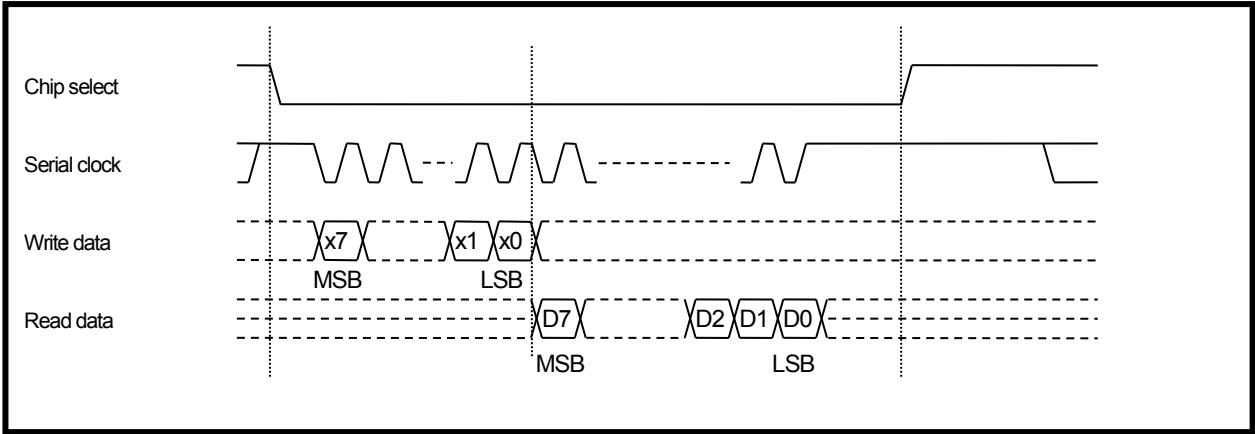 Chip select
Serial clock
Write data
x7 x1 x0
MSB LSB
Read data
D7 D2 D1 D0
MSB LSB